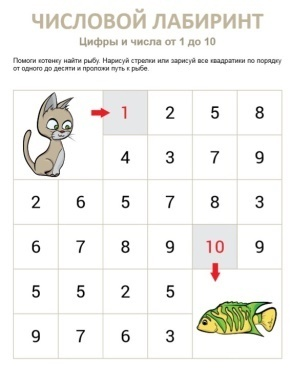 ЧИСЛОВОЙ ЛАБИРИНТ
Цифры и числа от 1 до 10
Помоги котенку найти рыбу. Нарисуй стрелки или зарисуй все квадратики по порядку
от одного до десяти и проложи путь к рыбе.
1 2 5 8
4 3 7 9
2 6 5 7 8 3
6 7 8 9 10 9
5 5 2 5
9 7 6 3